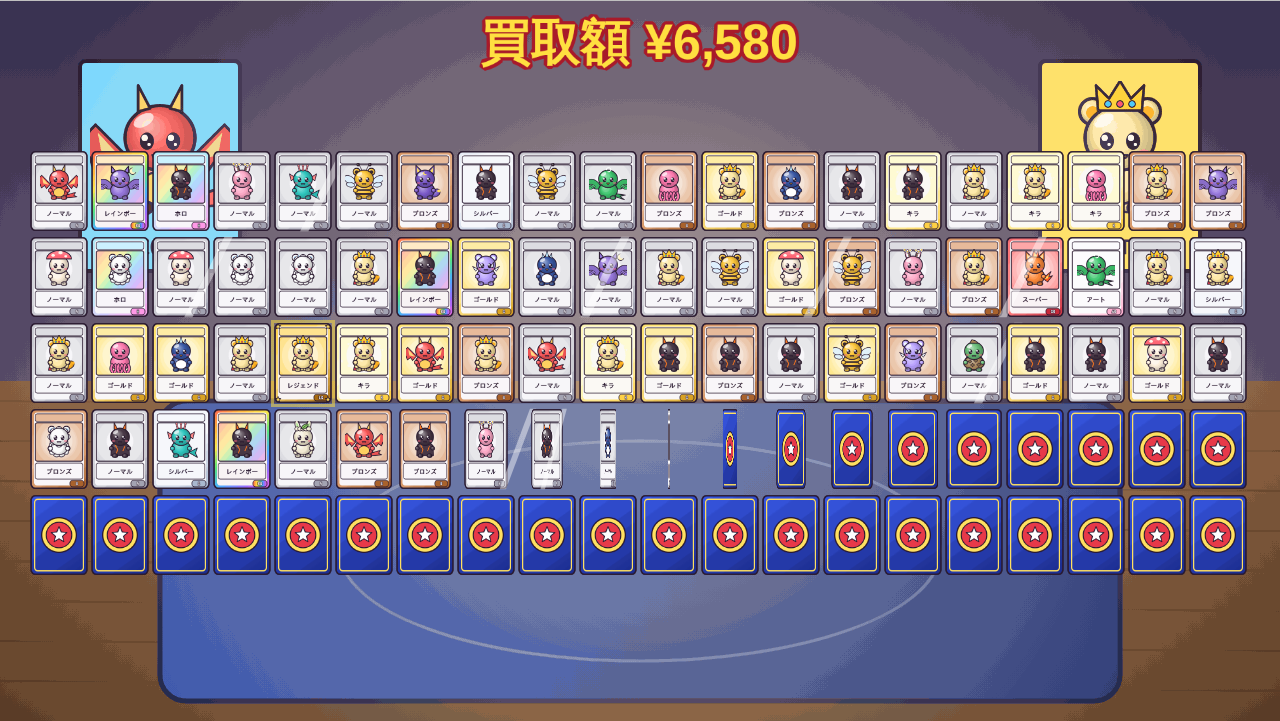 買取額 ¥6,580
ノーマル レインボー ホロ ノーマル ノーマル ノーマル ブロンズ シルバー ノーマル ノーマル ブロンズ ゴールド ブロンズ ノーマル キラ ノーマル キラ キラ ブロンズ ブロンズ
ノーマル ホロ ノーマル ノーマル ノーマル ノーマル レインボー ゴールド ノーマル ノーマル ノーマル ノーマル ゴールド ブロンズ ノーマル ブロンズ スーパー アート ノーマル シルバー
ノーマル ゴールド ゴールド ノーマル レジェンド キラ ゴールド ブロンズ ノーマル キラ ゴールド ブロンズ ノーマル ゴールド ブロンズ ノーマル ゴールド ノーマル ゴールド ノーマル
ブロンズ ノーマル シルバー レインボー ノーマル ブロンズ ブロンズ ノーマル ノーマル